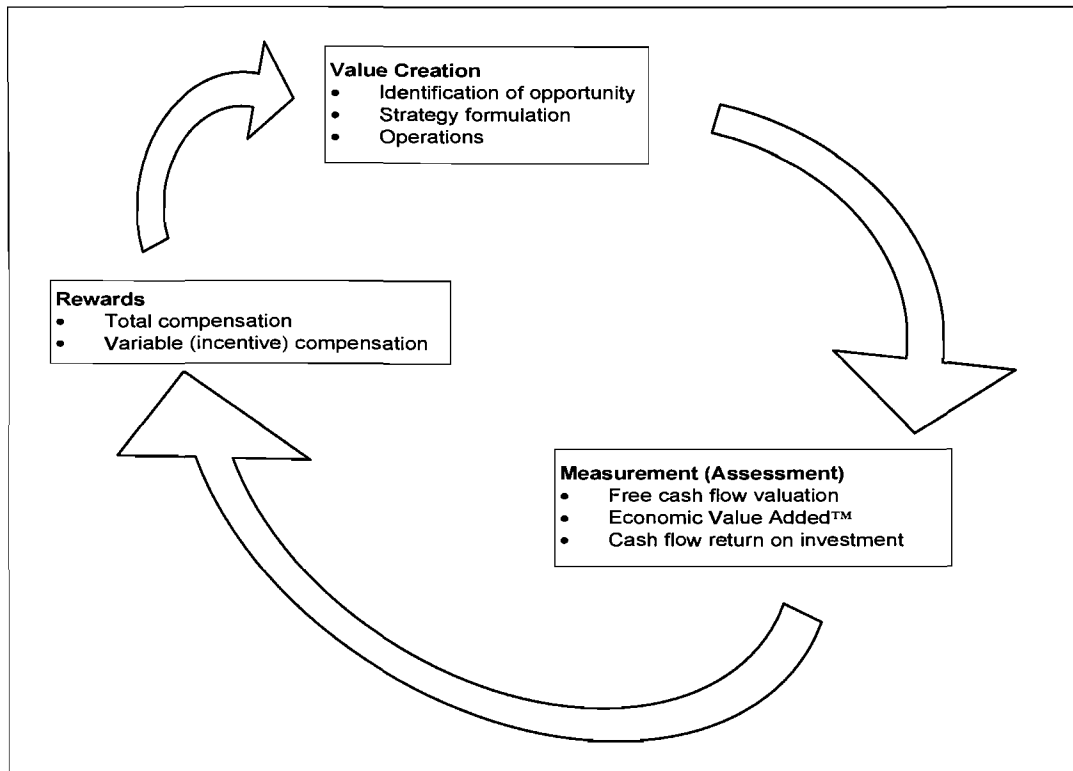 Value Creation
• Identification of opportunity
• Strategy formulation
• Operations
Rewards
• Total compensation
• Variable (incentive) compensation
Measurement (Assessment)
• Free cash flow valuation
• Economic Value Added™
• Cash flow return on investment